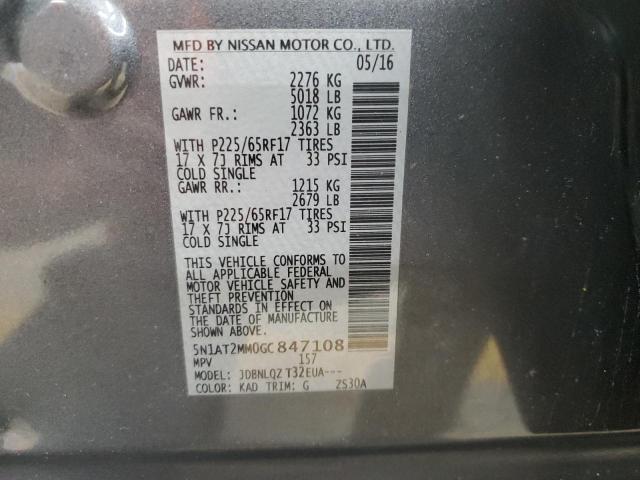 MFD BY NISSAN MOTOR CO., LTD.
DATE: 05/16
GVWR: 2276 KG
5018 LB
GAWR FR.: 1072 KG
2363 LB
WITH P225/65RF17 TIRES
17 X 7J RIMS AT 33 PSI
COLD SINGLE
GAWR RR.: 1215 KG
2679 LB
WITH P225/65RF17 TIRES
17 X 7J RIMS AT 33 PSI
COLD SINGLE
THIS VEHICLE CONFORMS TO
ALL APPLICABLE FEDERAL
MOTOR VEHICLE SAFETY AND
THEFT PREVENTION
STANDARDS IN EFFECT ON
THE DATE OF MANUFACTURE
SHOWN ABOVE.
5N1AT2MM0GC847108
MPV 157
MODEL: JDBNLQZ T32EUA---
COLOR: KAD TRIM: G ZS30A